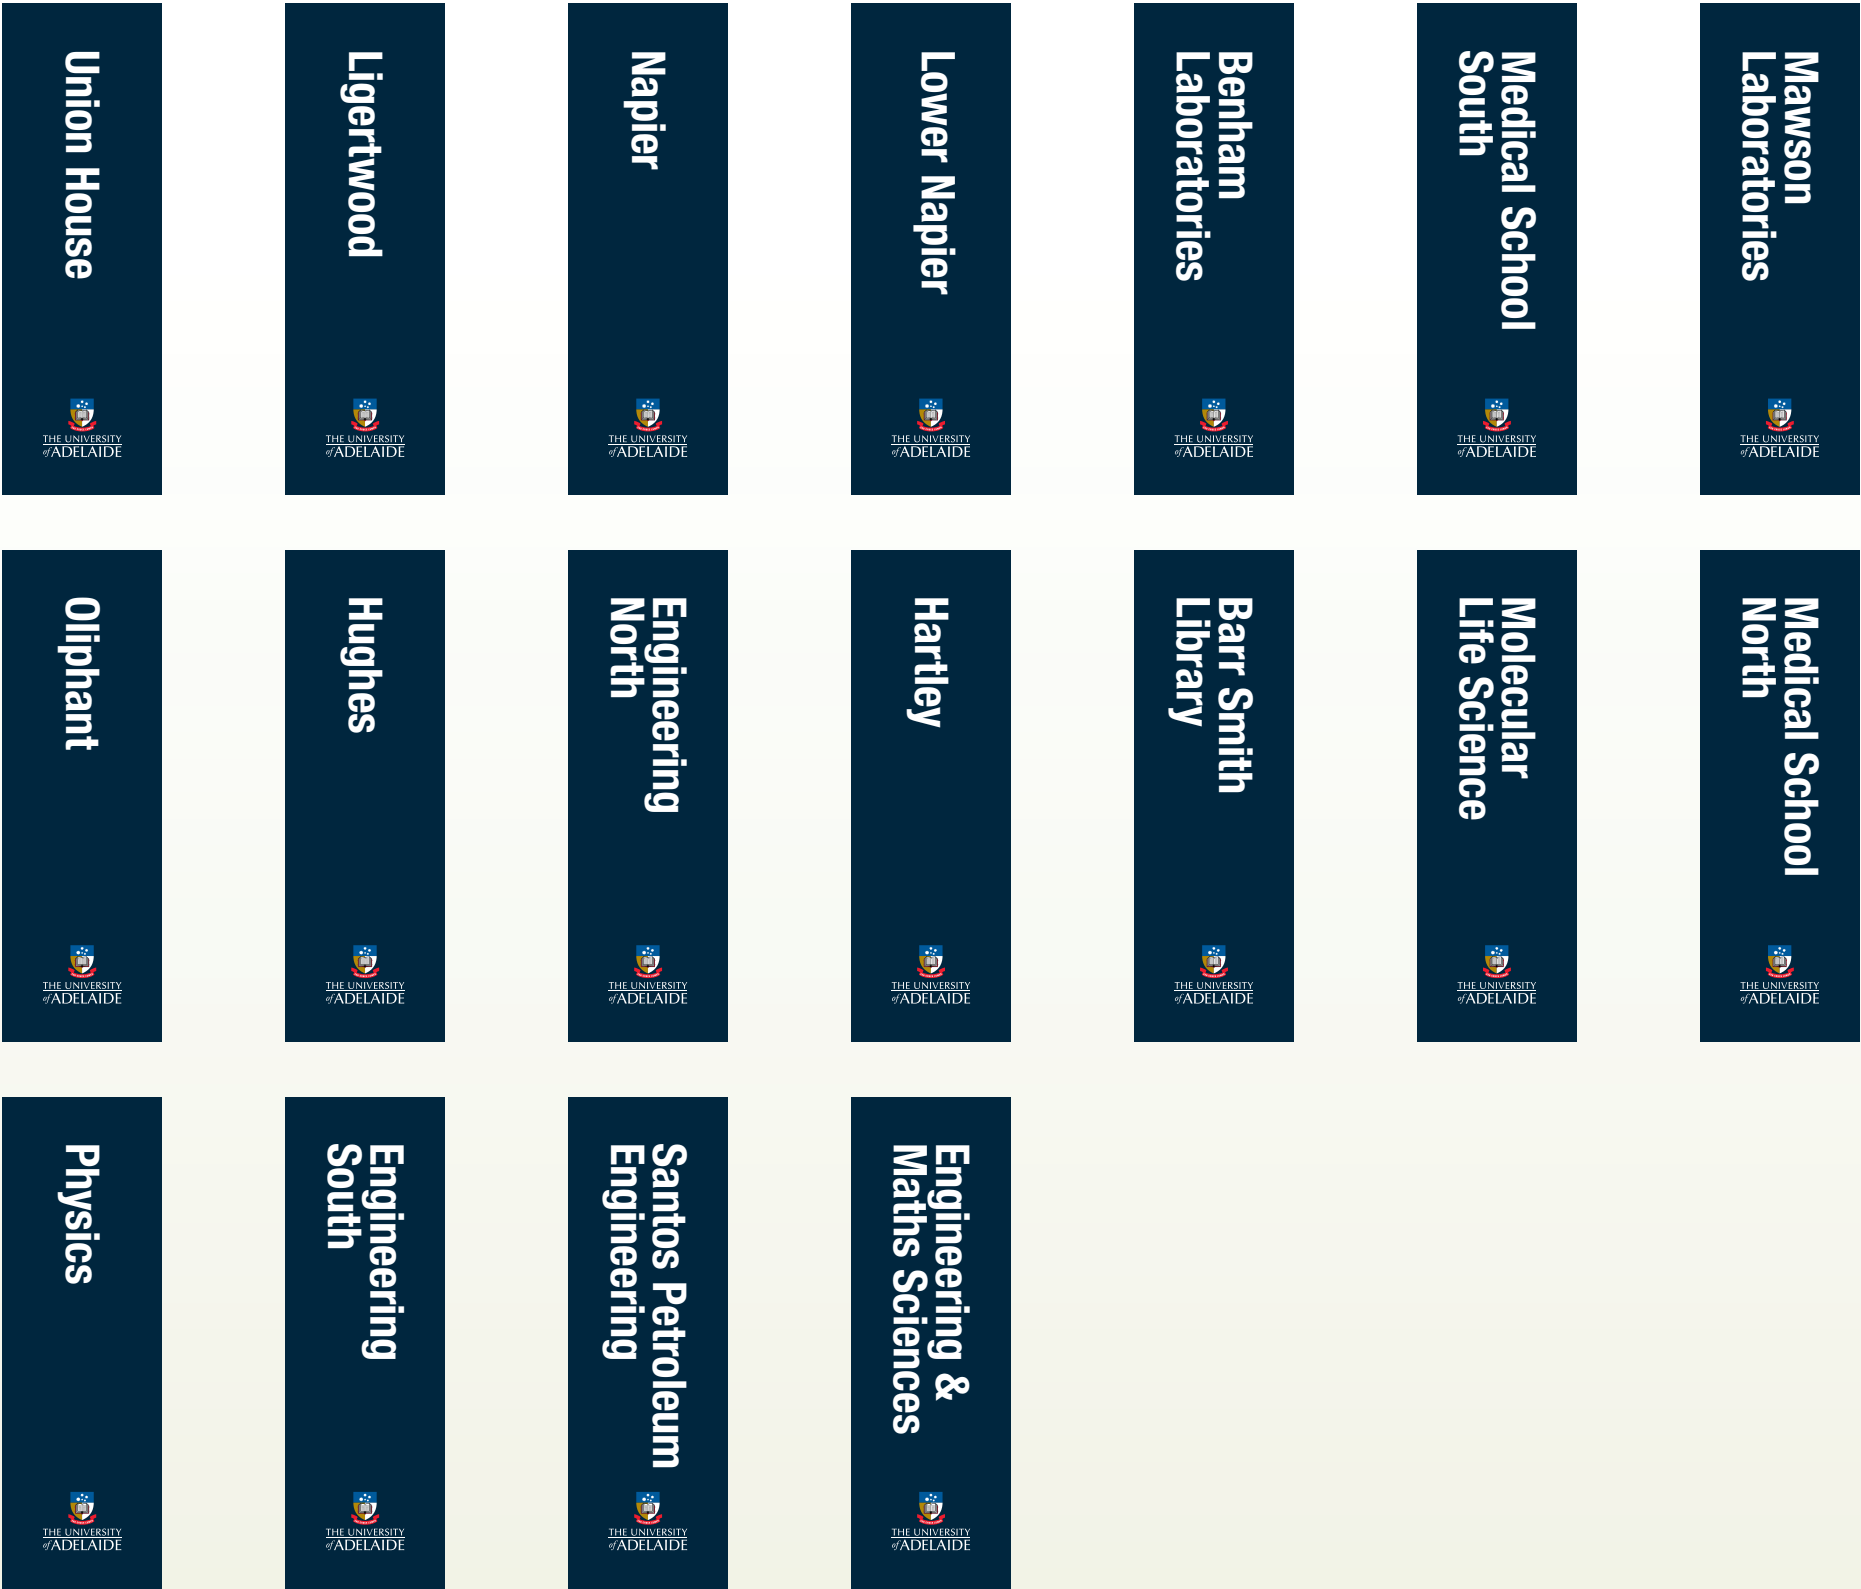 Union House
THE UNIVERSITY
of ADELAIDE
Ligertwood
THE UNIVERSITY
of ADELAIDE
Napier
THE UNIVERSITY
of ADELAIDE
Lower Napier
THE UNIVERSITY
of ADELAIDE
Benham
Laboratories
THE UNIVERSITY
of ADELAIDE
Medical School
South
THE UNIVERSITY
of ADELAIDE
Mawson
Laboratories
THE UNIVERSITY
of ADELAIDE
Oliphant
THE UNIVERSITY
of ADELAIDE
Hughes
THE UNIVERSITY
of ADELAIDE
Engineering
North
THE UNIVERSITY
of ADELAIDE
Hartley
THE UNIVERSITY
of ADELAIDE
Barr Smith
Library
THE UNIVERSITY
of ADELAIDE
Molecular
Life Science
THE UNIVERSITY
of ADELAIDE
Medical School
North
THE UNIVERSITY
of ADELAIDE
Physics
THE UNIVERSITY
of ADELAIDE
Engineering
South
THE UNIVERSITY
of ADELAIDE
Santos Petroleum
Engineering
THE UNIVERSITY
of ADELAIDE
Engineering &
Maths Sciences
THE UNIVERSITY
of ADELAIDE